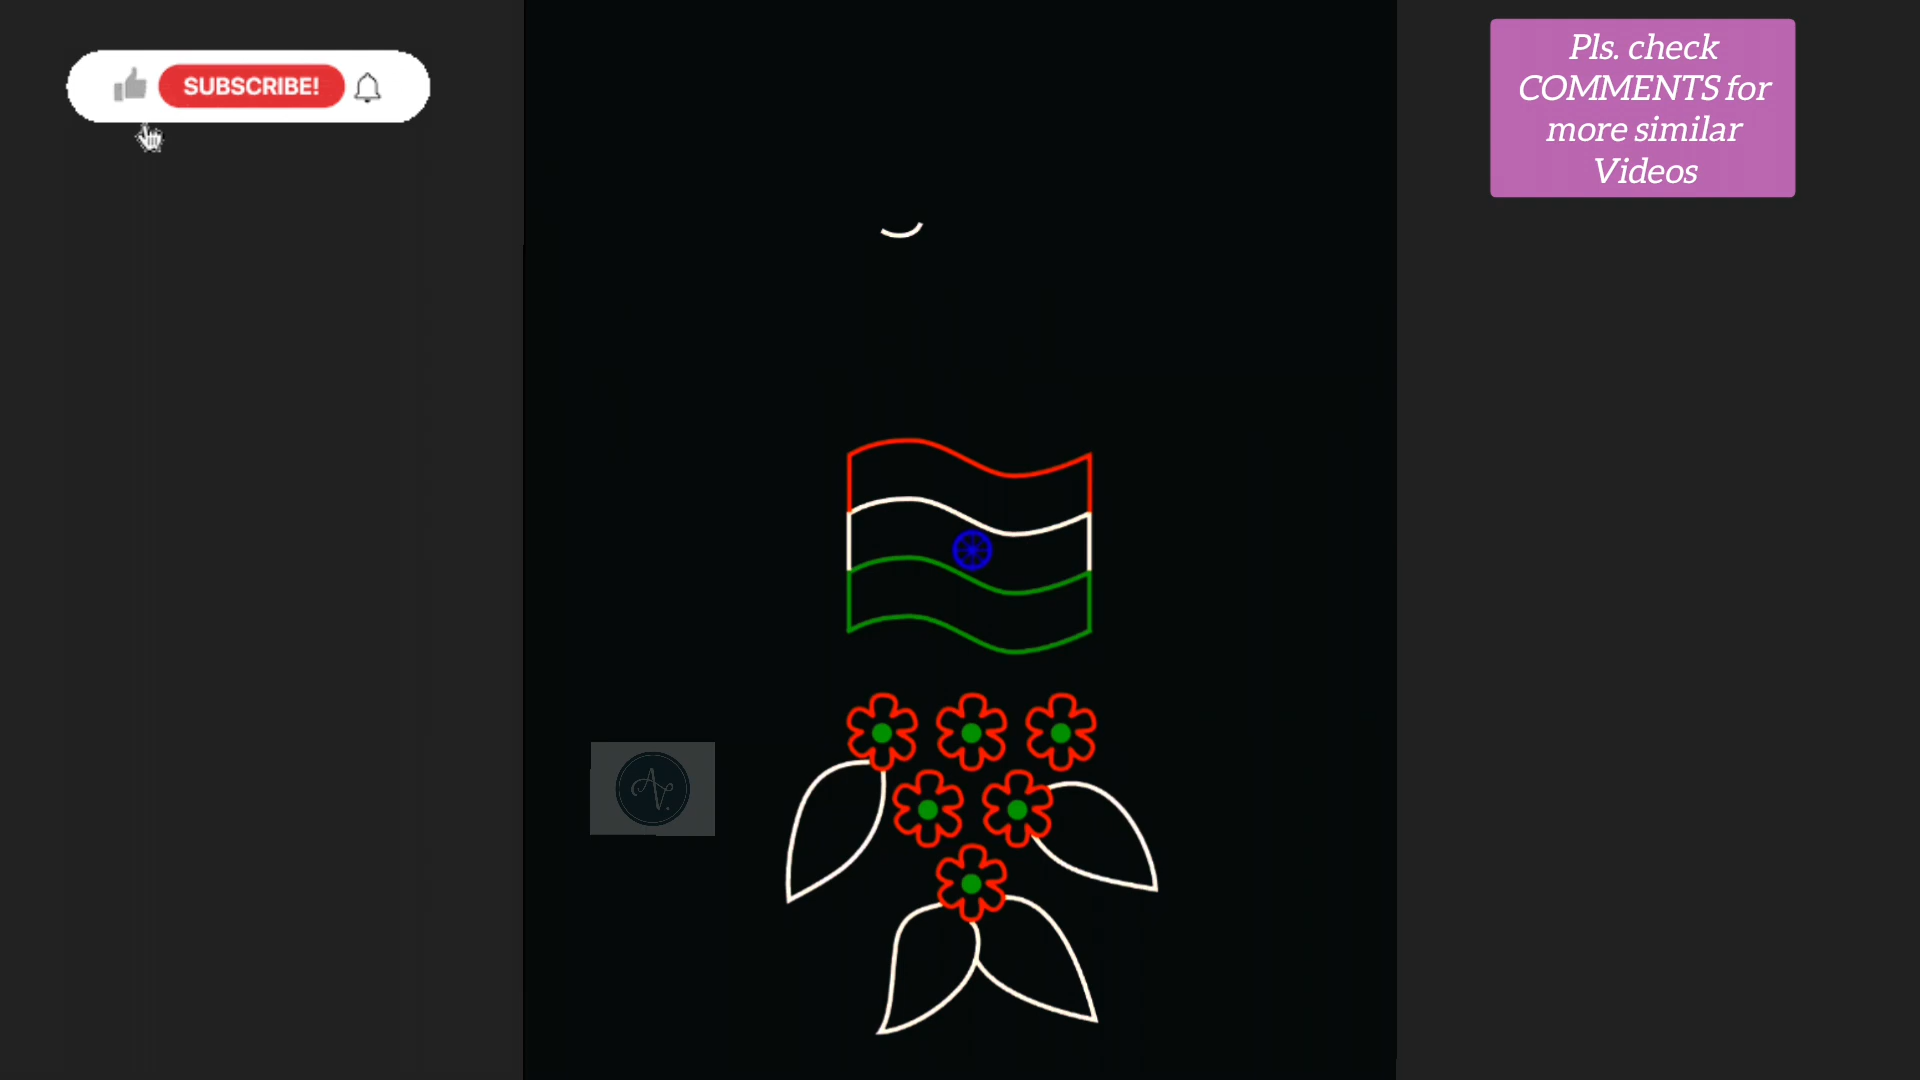 SUBSCRIBE!
Pls. check
COMMENTS for
more similar
Videos
A.